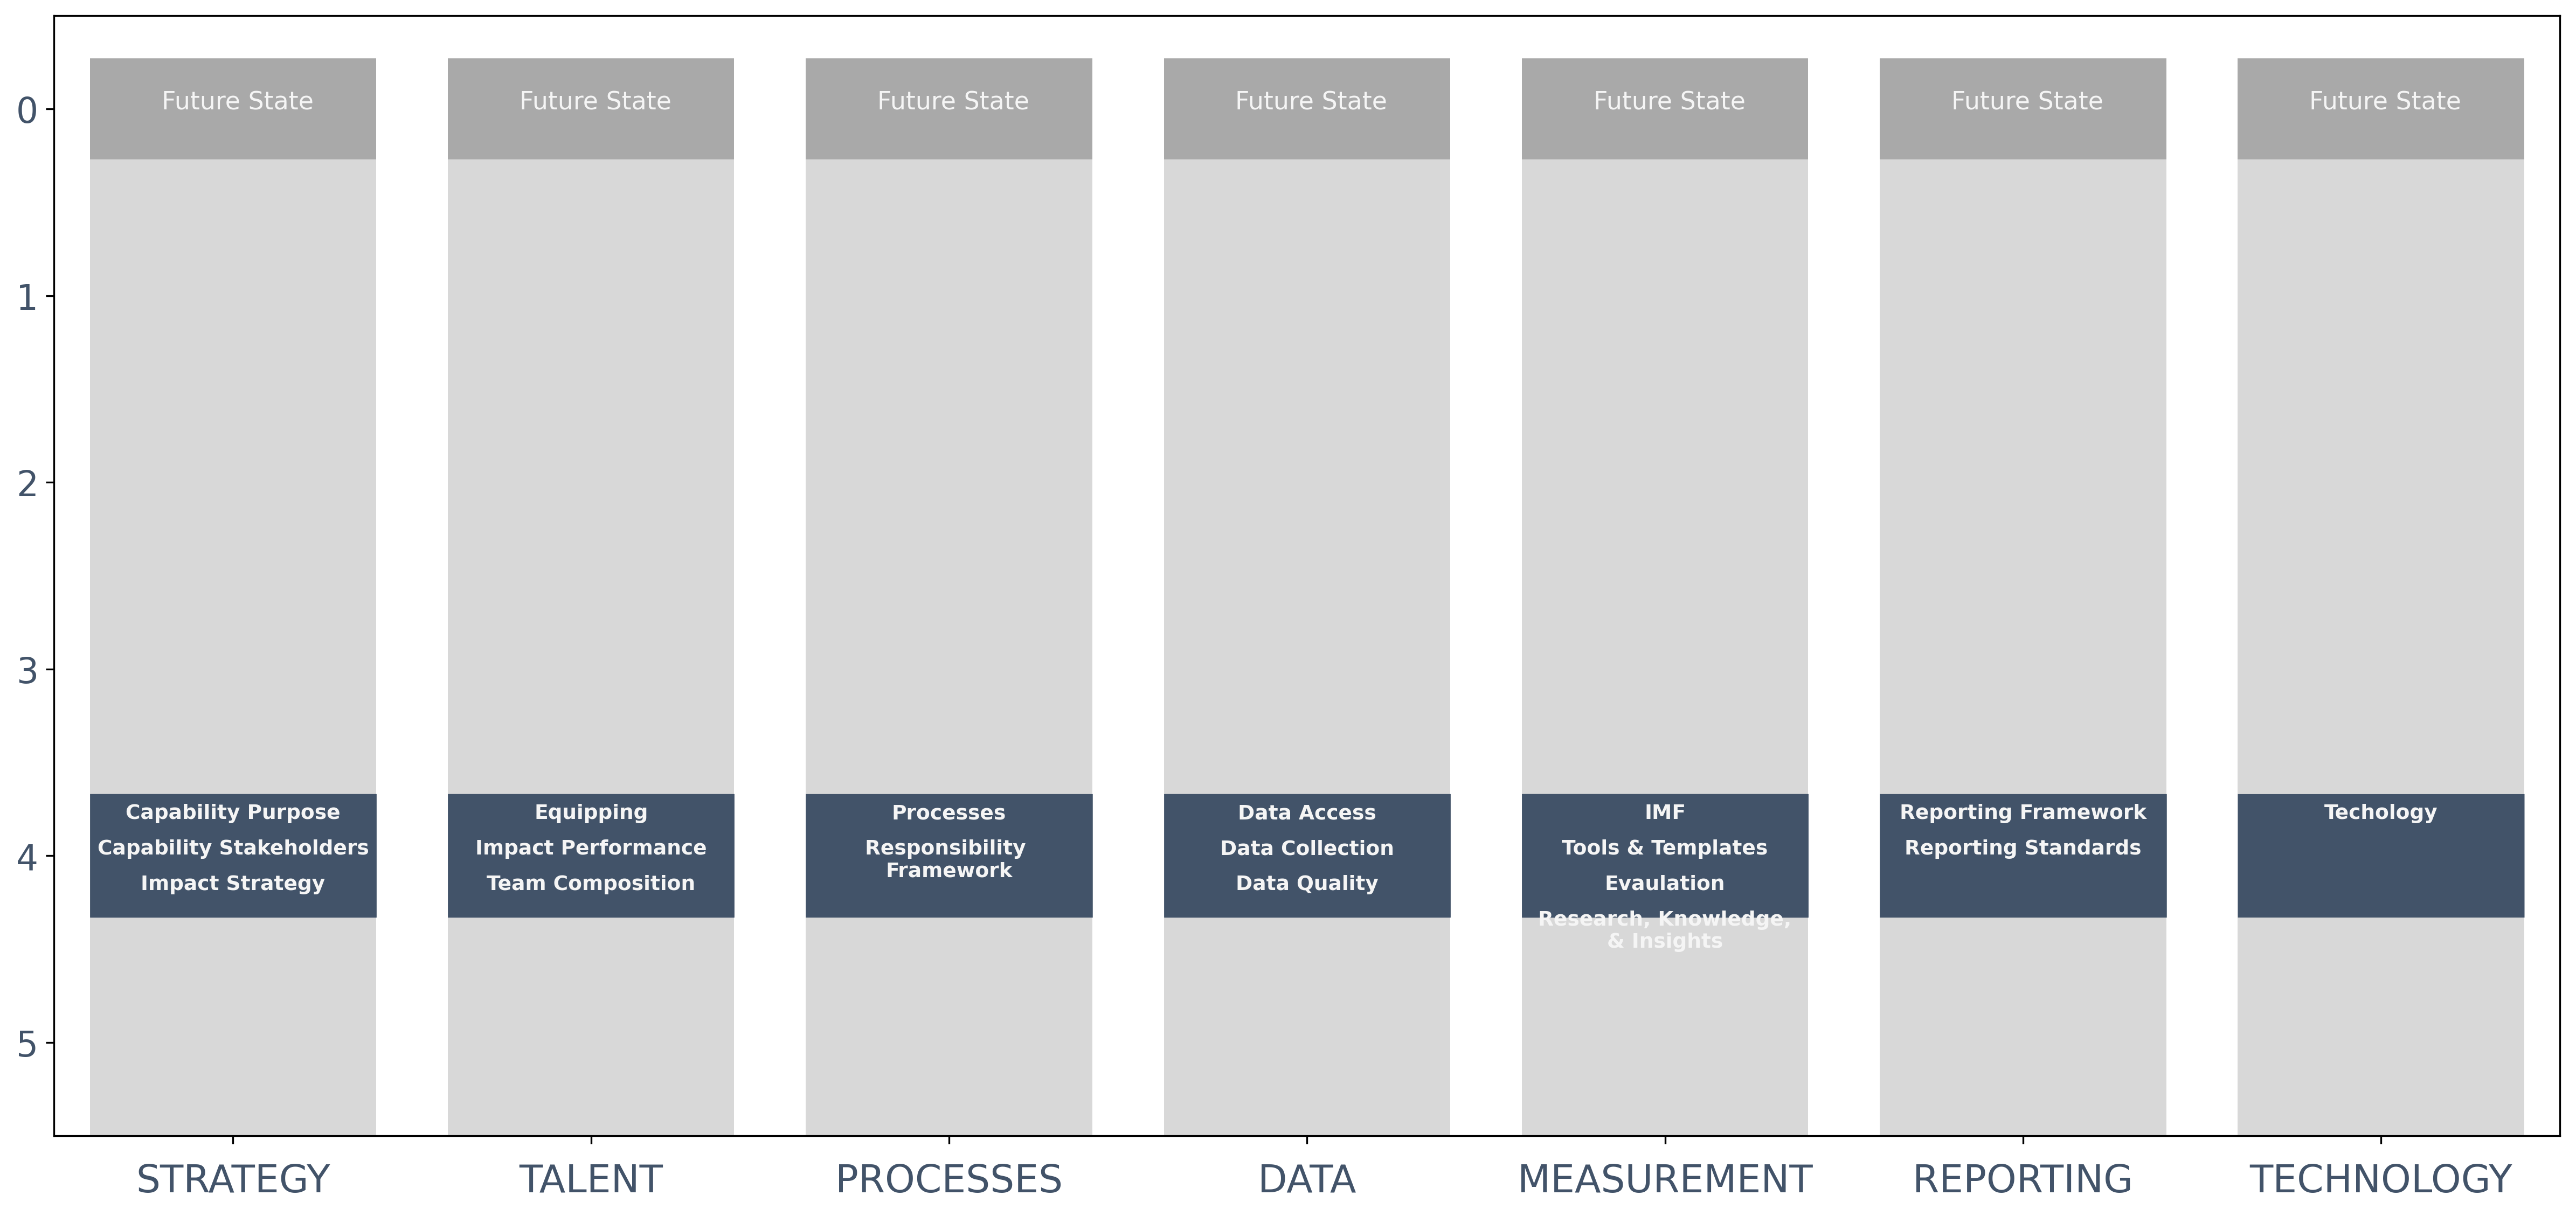 Future State
Future State
Future State
Future State
Future State
Future State
Future State
0
1
2
3
4
5
Capability Purpose
Capability Stakeholders
Impact Strategy
Equipping
Impact Performance
Team Composition
Processes
Responsibility
Framework
Data Access
Data Collection
Data Quality
IMF
Tools & Templates
Evaulation
Research, Knowledge,
& Insights
Reporting Framework
Reporting Standards
Techology
STRATEGY
TALENT
PROCESSES
DATA
MEASUREMENT
REPORTING
TECHNOLOGY